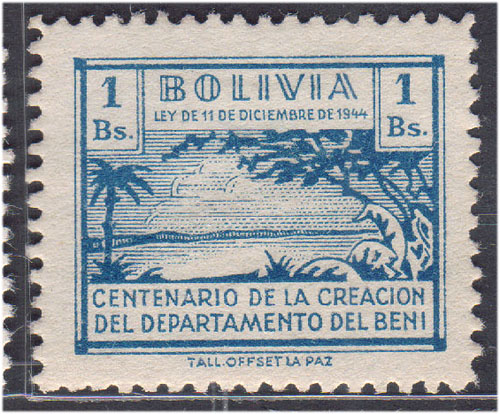 BOLIVIA
LEY DE 11 DE DICIEMBRE DE 1944
1 Bs.
1 Bs.
CENTENARIO DE LA CREACION
DEL DEPARTAMENTO DEL BENI
TALL. OFFSET LA PAZ